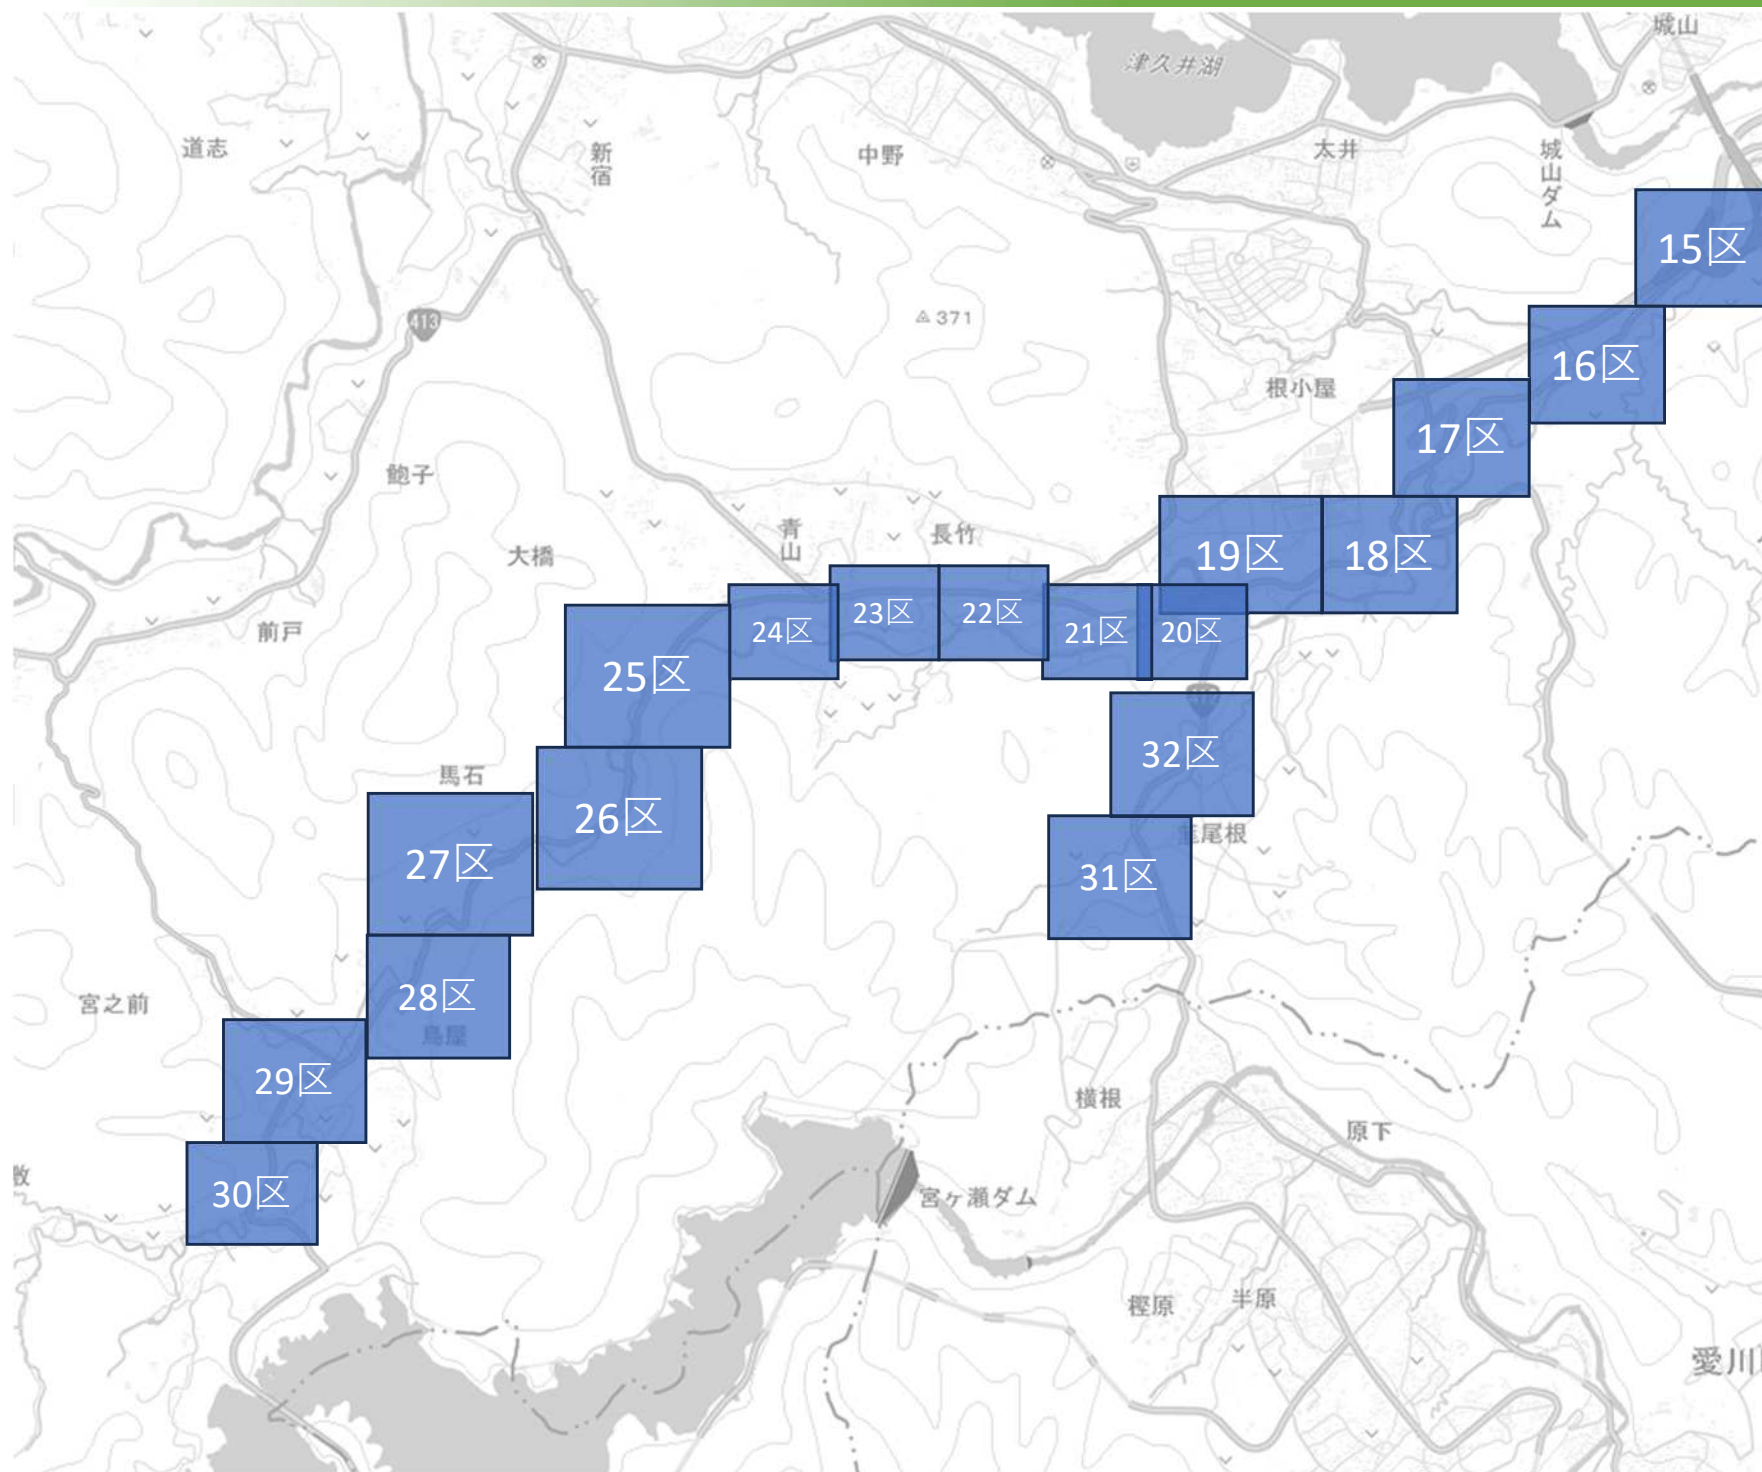 城山
津久井湖
道志
新宿
中野
太井
城山ダム
15区
371
413
16区
根小屋
17区
鮑子
青山
長竹
大橋
19区
18区
23区
22区
24区
21区
20区
前戸
25区
32区
馬石
26区
尾根
27区
31区
28区
宮之前
鳥屋
29区
横根
原下
30区
宮ヶ瀬ダム
樫原
半原
愛川